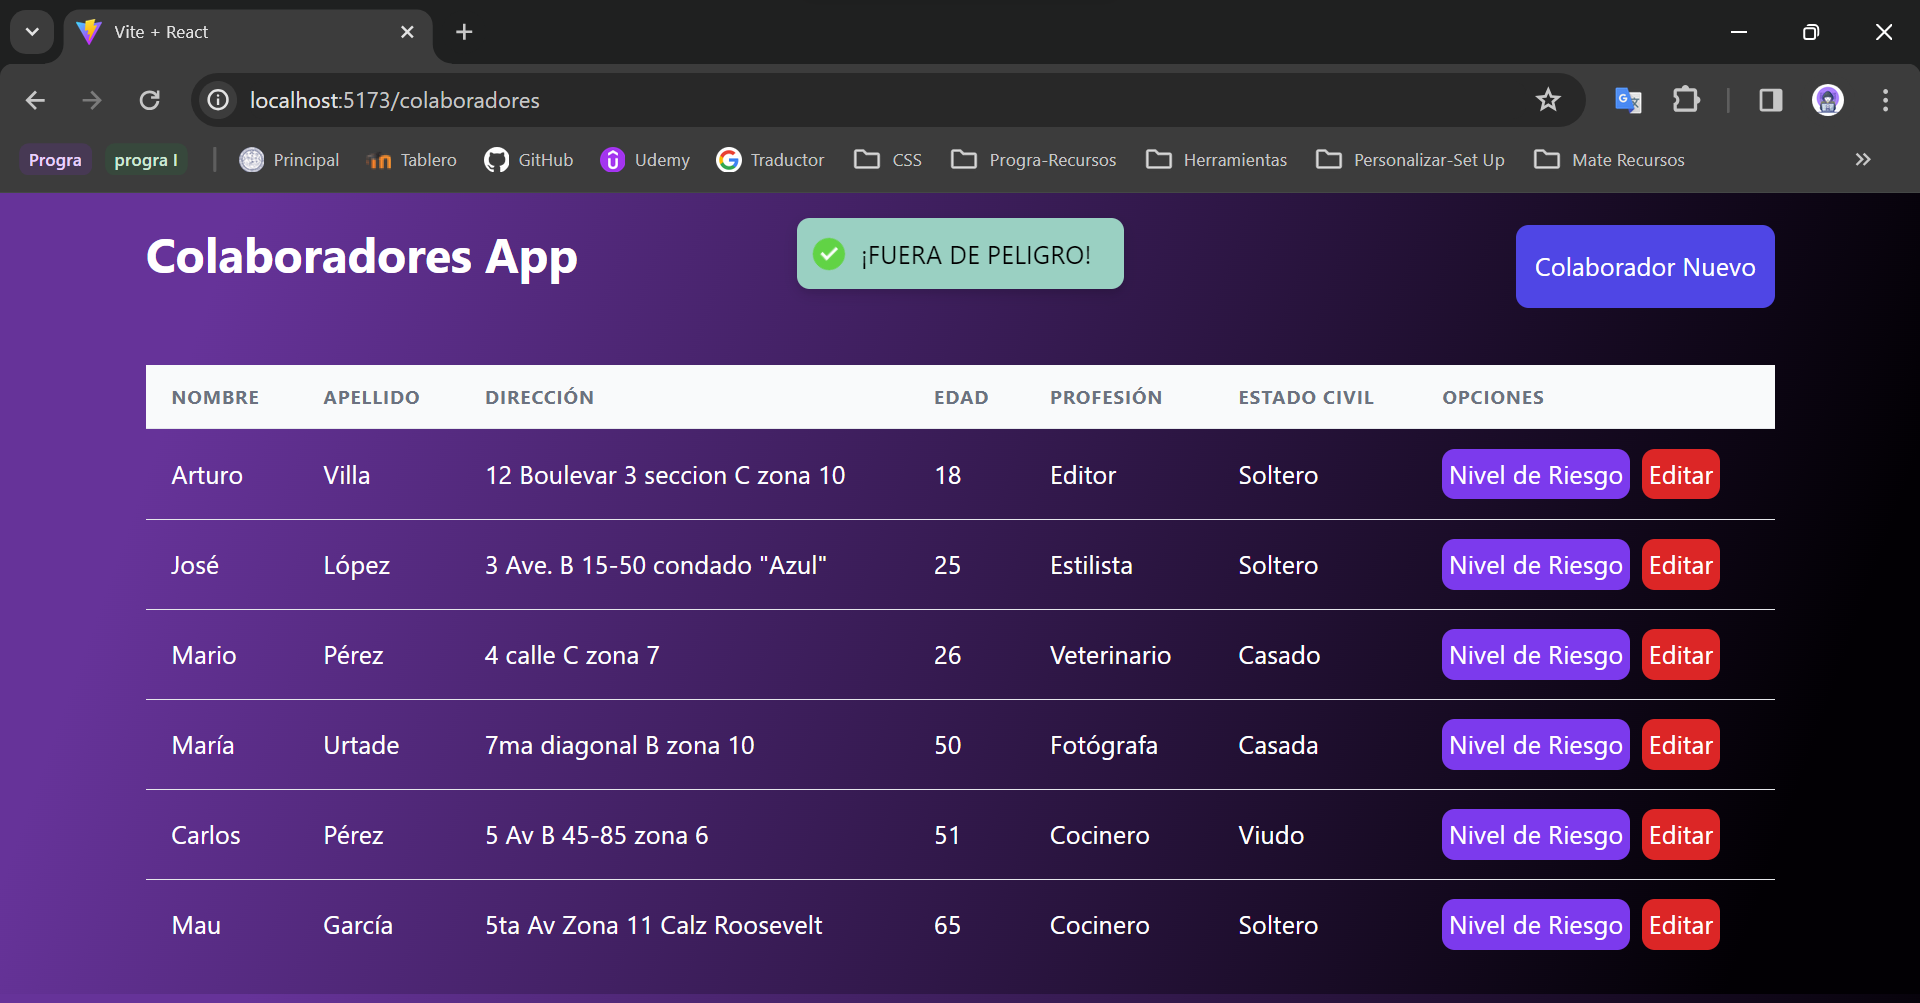 Vite + React
localhost:5173/colaboradores
Progra progra I Principal Tablero GitHub Udemy Traductor CSS Progra-Recursos Herramientas Personalizar-Set Up Mate Recursos
Colaboradores App
¡FUERA DE PELIGRO!
Colaborador Nuevo
NOMBRE APELLIDO DIRECCIÓN EDAD PROFESIÓN ESTADO CIVIL OPCIONES
Arturo Villa 12 Boulevar 3 seccion C zona 10 18 Editor Soltero Nivel de Riesgo Editar
José López 3 Ave. B 15-50 condado "Azul" 25 Estilista Soltero Nivel de Riesgo Editar
Mario Pérez 4 calle C zona 7 26 Veterinario Casado Nivel de Riesgo Editar
María Urtade 7ma diagonal B zona 10 50 Fotógrafa Casada Nivel de Riesgo Editar
Carlos Pérez 5 Av B 45-85 zona 6 51 Cocinero Viudo Nivel de Riesgo Editar
Mau García 5ta Av Zona 11 Calz Roosevelt 65 Cocinero Soltero Nivel de Riesgo Editar